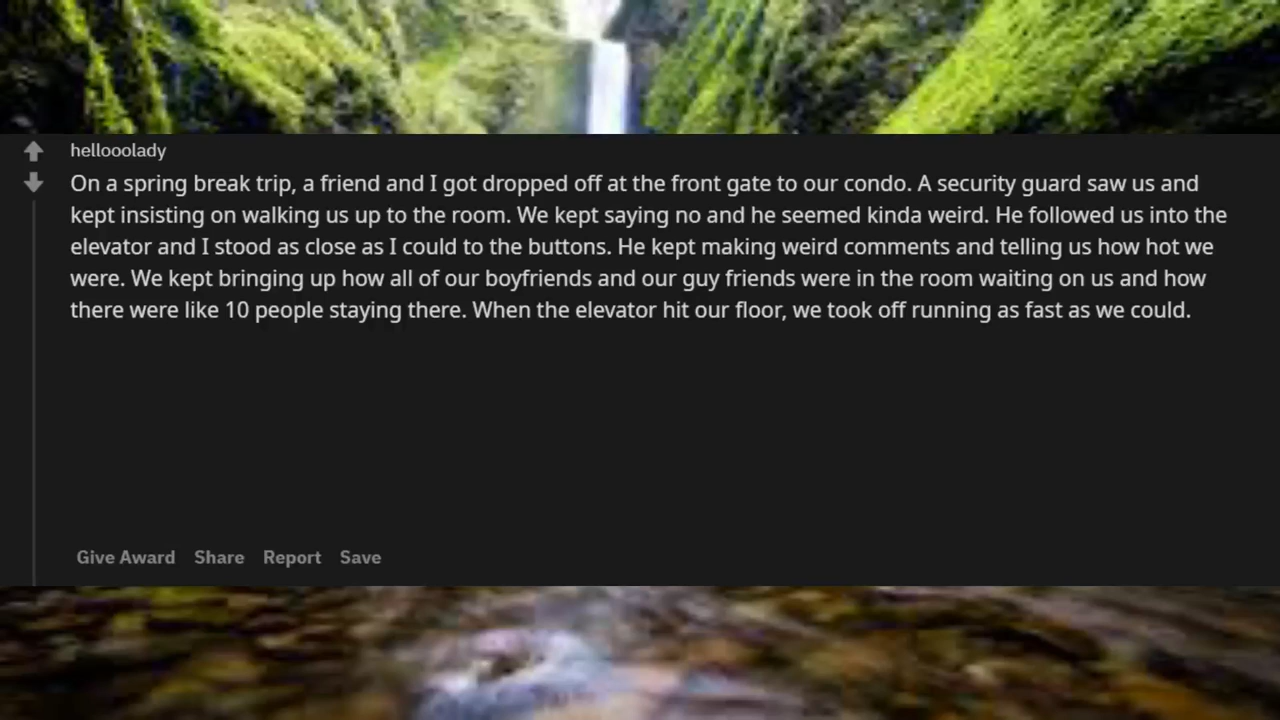 hellooolady
On a spring break trip, a friend and I got dropped off at the front gate to our condo. A security guard saw us and
kept insisting on walking us up to the room. We kept saying no and he seemed kinda weird. He followed us into the
elevator and I stood as close as I could to the buttons. He kept making weird comments and telling us how hot we
were. We kept bringing up how all of our boyfriends and our guy friends were in the room waiting on us and how
there were like 10 people staying there. When the elevator hit our floor, we took off running as fast as we could.
Give Award Share Report Save